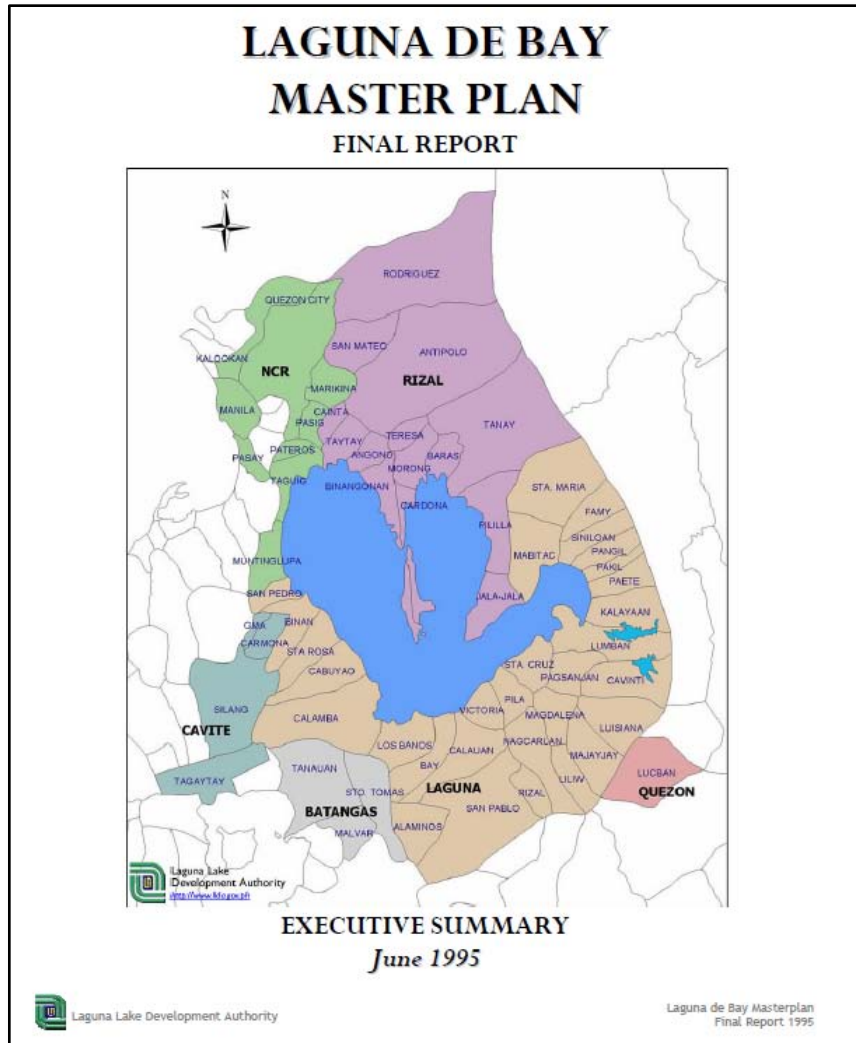 LAGUNA DE BAY
MASTER PLAN
FINAL REPORT
N
RODRIGUEZ
QUEZON CITY
SAN MATEO
ANTIPOLO
KALOOKAN
NCR
RIZAL
MARIKINA
MANILA
CAINTA
PASIG
TANAY
TAYTAY
TERESA
PATEROS
ANGONO
BARAS
PASAY
MORONG
TAGUIG
BINANGONAN
STA. MARIA
CARDONA
FAMY
PILILLA
SINILOAN
MABITAC
PANGIL
MUNTINGLUPA
PAKIL
PAETE
SAN PEDRO
JALA-JALA
KALAYAAN
GMA
BINAN
CARMONA
LUMBAN
STA ROSA
STA. CRUZ
CABUYAO
PAGSANJAN
CAVINTI
PILA
SILANG
VICTORIA
MAGDALENA
CALAMBA
LUISIANA
CAVITE
NAGCARLAN
LOS BANOS
CALAUAN
MAJAYJAY
TANAUAN
BAY
LUCBAN
TAGAYTAY
LILIW
STO. TOMAS
LAGUNA
RIZAL
QUEZON
BATANGAS
SAN PABLO
MALVAR
ALAMINOS
Laguna Lake
Development Authority
EXECUTIVE SUMMARY
June 1995
Laguna Lake Development Authority
Laguna de Bay Masterplan
Final Report 1995